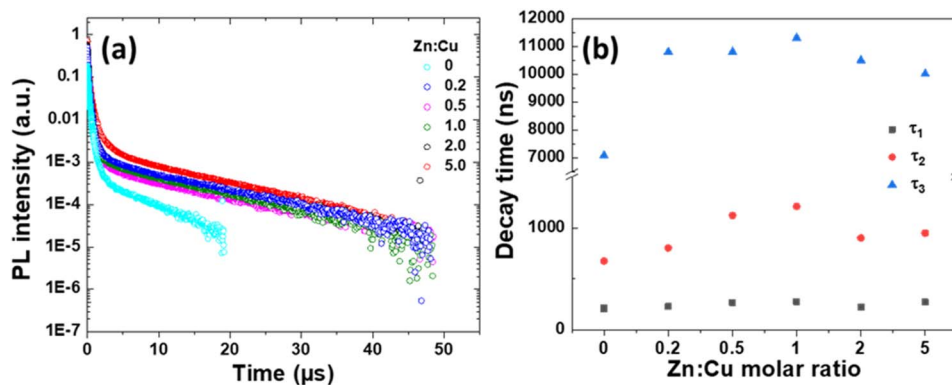 (a)
Zn:Cu
0
0.2
0.5
1.0
2.0
5.0
PL intensity (a.u.)
1
0.1
0.01
1E-3
1E-4
1E-5
1E-6
1E-7
0 10 20 30 40 50
Time (µs)
(b)
Decay time (ns)
12000
11000
10000
9000
8000
7000
1000
0
τ1
τ2
τ3
0 0.2 0.5 1 2 5
Zn:Cu molar ratio